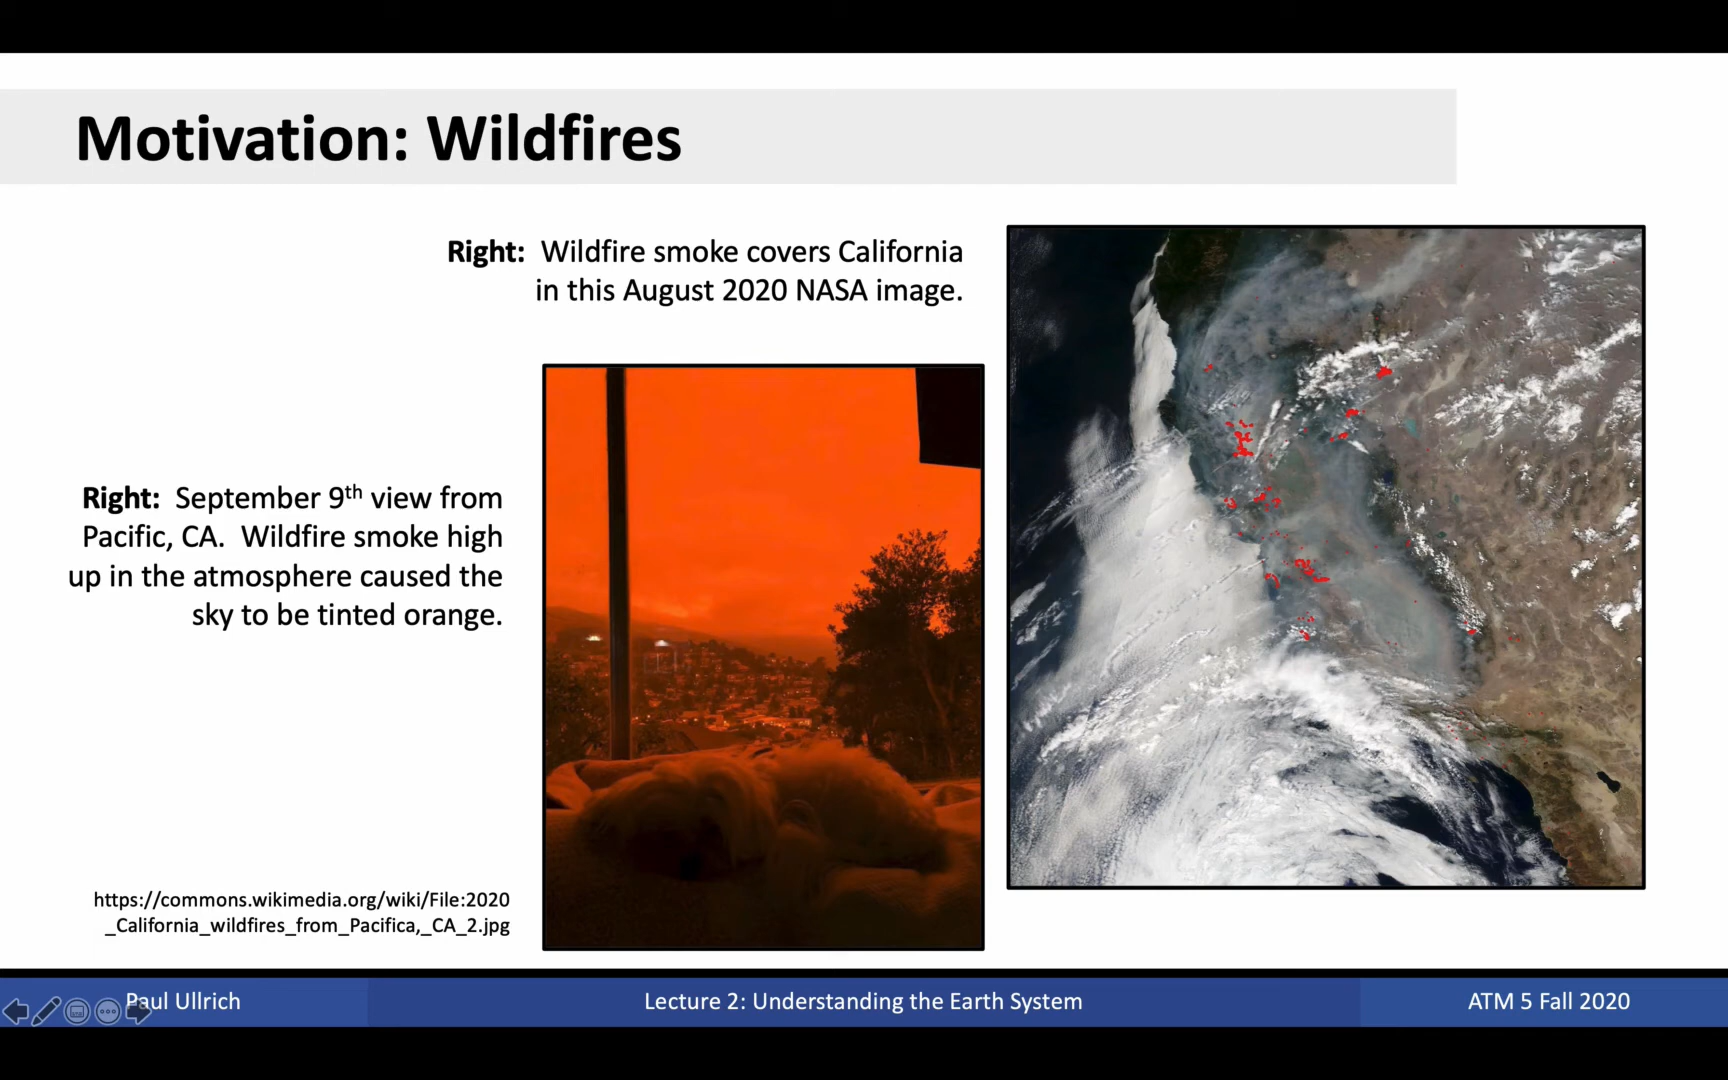 Motivation: Wildfires
Right: Wildfire smoke covers California
in this August 2020 NASA image.
Right: September 9th view from
Pacific, CA. Wildfire smoke high
up in the atmosphere caused the
sky to be tinted orange.
https://commons.wikimedia.org/wiki/File:2020
_California_wildfires_from_Pacifica,_CA_2.jpg
Paul Ullrich
Lecture 2: Understanding the Earth System
ATM 5 Fall 2020